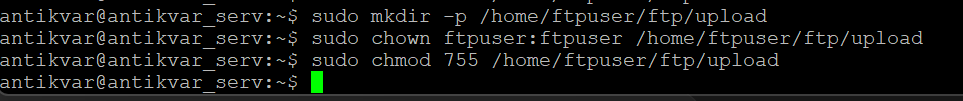 antikvar@antikvar_serv:~$ sudo mkdir -p /home/ftpuser/ftp/upload
antikvar@antikvar_serv:~$ sudo chown ftpuser:ftpuser /home/ftpuser/ftp/upload
antikvar@antikvar_serv:~$ sudo chmod 755 /home/ftpuser/ftp/upload
antikvar@antikvar_serv:~$